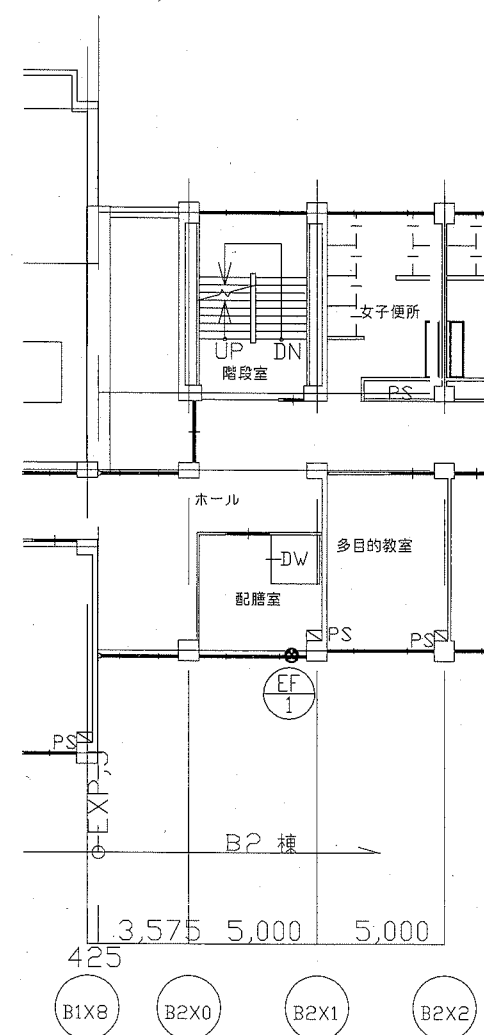 女子便所
UP DN
階段室
PS
ホール
DW
多目的教室
配膳室
PS
PS
EF
1
PS
EXP,J
B2 棟
3,575 5,000 5,000
425
B1X8 B2X0 B2X1 B2X2